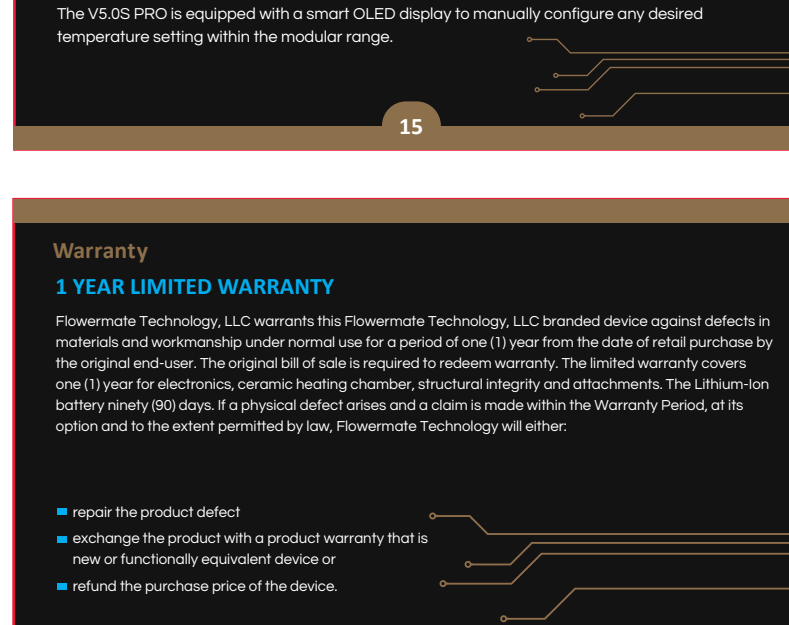 The V5.0S PRO is equipped with a smart OLED display to manually configure any desired
temperature setting within the modular range.
15
Warranty
1 YEAR LIMITED WARRANTY
Flowermate Technology, LLC warrants this Flowermate Technology, LLC branded device against defects in
materials and workmanship under normal use for a period of one (1) year from the date of retail purchase by
the original end-user. The original bill of sale is required to redeem warranty. The limited warranty covers
one (1) year for electronics, ceramic heating chamber, structural integrity and attachments. The Lithium-Ion
battery ninety (90) days. If a physical defect arises and a claim is made within the Warranty Period, at its
option and to the extent permitted by law, Flowermate Technology will either:
repair the product defect
exchange the product with a product warranty that is
new or functionally equivalent device or
refund the purchase price of the device.